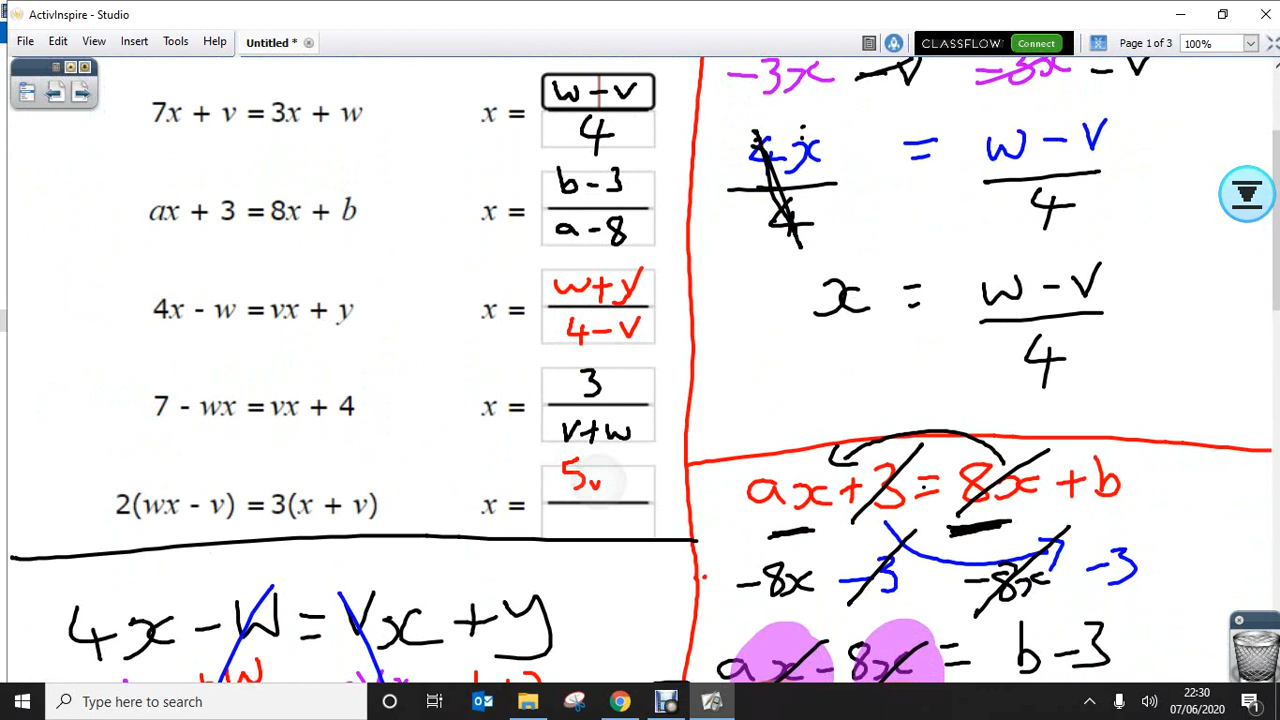 ActivInspire - Studio
File Edit View Insert Tools Help Untitled * CLASSFLOW Connect Page 1 of 3 100%
7x + v = 3x + w x = w - v / 4
ax + 3 = 8x + b x = b - 3 / a - 8
4x - w = vx + y x = w + y / 4 - v
7 - wx = vx + 4 x = 3 / v + w
2(wx - v) = 3(x + v) x = 5v
4x - w = vx + y
-3x - v -3x - v
4x / 4 = w - v / 4
x = w - v / 4
ax + 3 = 8x + b
-8x -3 -8x -3
ax - 8x = b - 3
Type here to search
22:30
07/06/2020